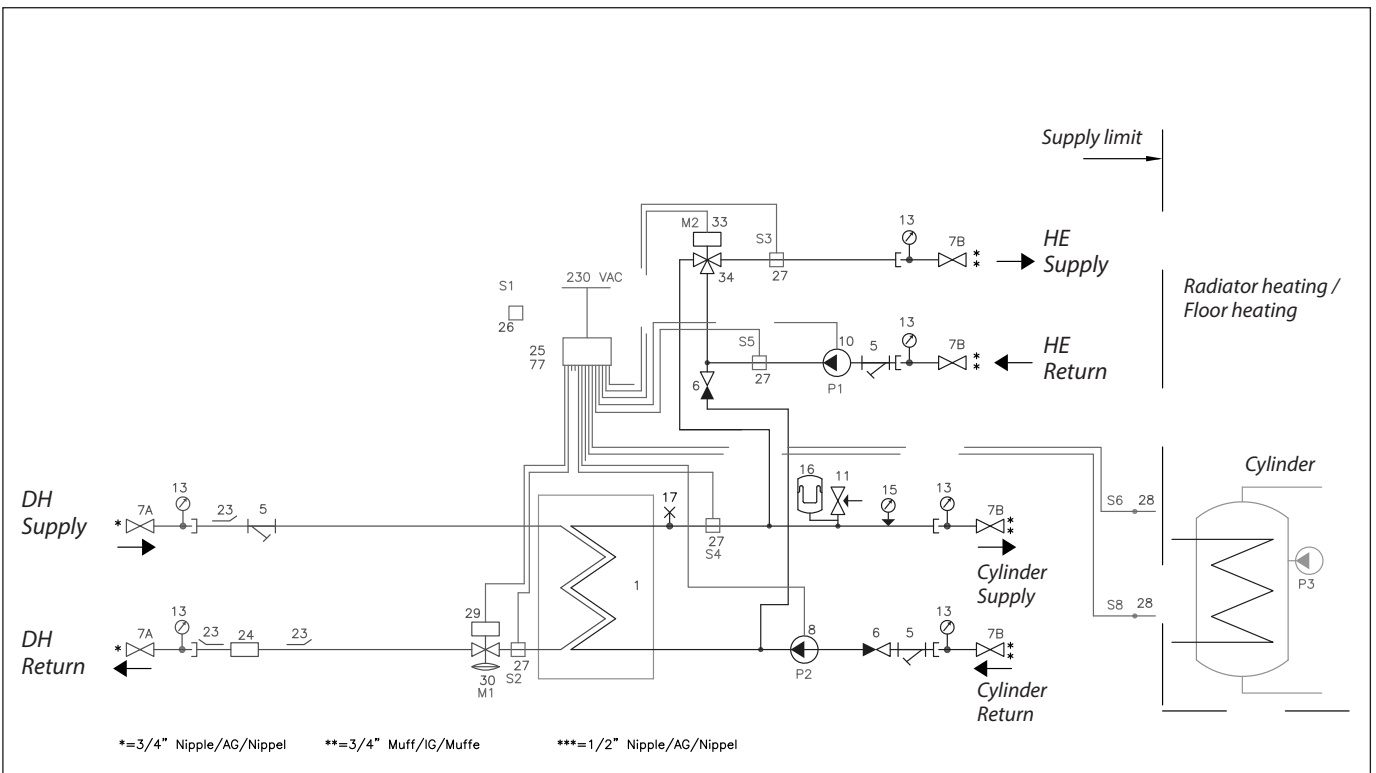 Supply limit
M2 33
S3
13
7B
**
HE
Supply
34
27
Radiator heating /
Floor heating
230 VAC
S1
26
25
77
S5
10
5
13
7B
**
HE
Return
27
P1
6
Cylinder
DH
Supply
*
7A
13
23
5
17
27
S4
16
11
15
13
7B
**
Cylinder
Supply
S6 28
P3
1
S8 28
DH
Return
*
7A
13
23
24
23
29
30
M1
27
S2
8
P2
6
5
13
7B
**
Cylinder
Return
*=3/4" Nipple/AG/Nippel **=3/4" Muff/IG/Muffe ***=1/2" Nipple/AG/Nippel